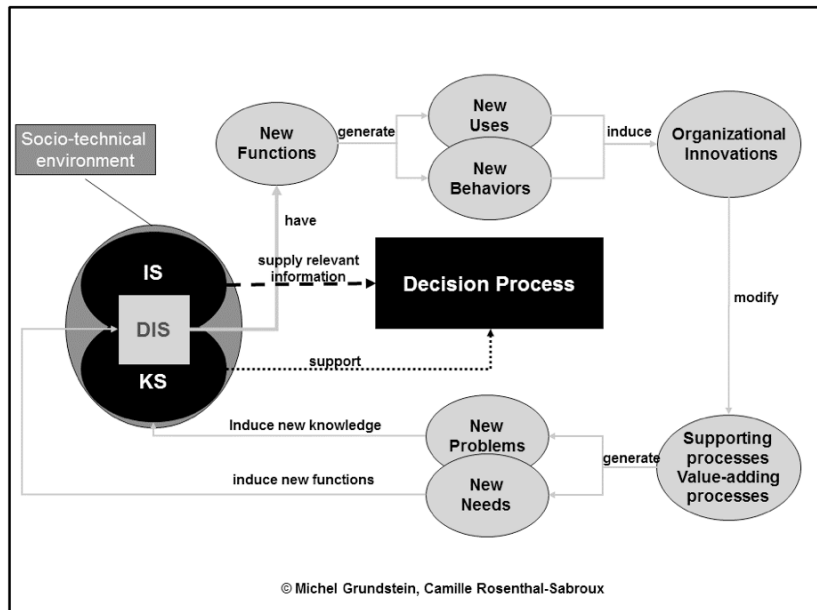 New
Functions
generate
New
Uses
New
Behaviors
induce
Organizational
Innovations
Socio-technical
environment
have
IS
supply relevant
information
Decision Process
modify
DIS
support
KS
Induce new knowledge
New
Problems
generate
Supporting
processes
Value-adding
processes
induce new functions
New
Needs
© Michel Grundstein, Camille Rosenthal-Sabroux